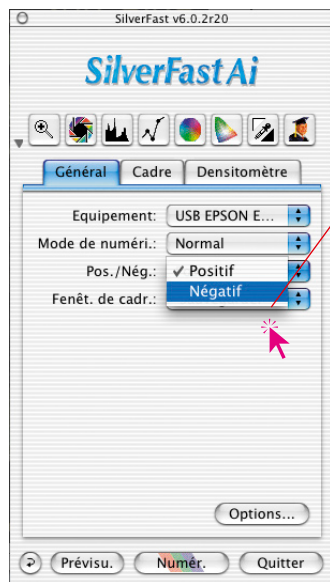 SilverFast v6.0.2r20
SilverFast Ai
Général Cadre Densitomètre
Equipement: USB EPSON E...
Mode de numéri.: Normal
Pos./Nég.: ✓ Positif
Négatif
Fenêt. de cadr.:
Options...
Prévisu. Numér. Quitter